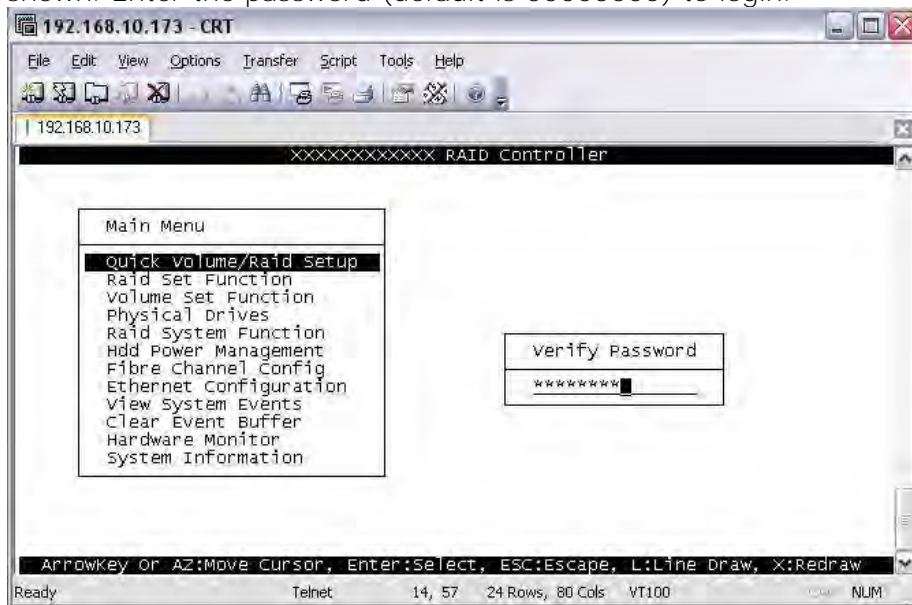 shown. Enter the password (default is 00000000) to login.
192.168.10.173 - CRT
File Edit View Options Transfer Script Tools Help
192.168.10.173
XXXXXXXXXXXX RAID Controller
Main Menu
Quick Volume/Raid Setup
Raid Set Function
Volume Set Function
Physical Drives
Raid System Function
Hdd Power Management
Fibre Channel Config
Ethernet Configuration
View System Events
Clear Event Buffer
Hardware Monitor
System Information
Verify Password
********
ArrowKey Or AZ:Move Cursor, Enter:Select, ESC:Escape, L:Line Draw, X:Redraw
Ready Telnet 14, 57 24 Rows, 80 Cols VT100 NUM